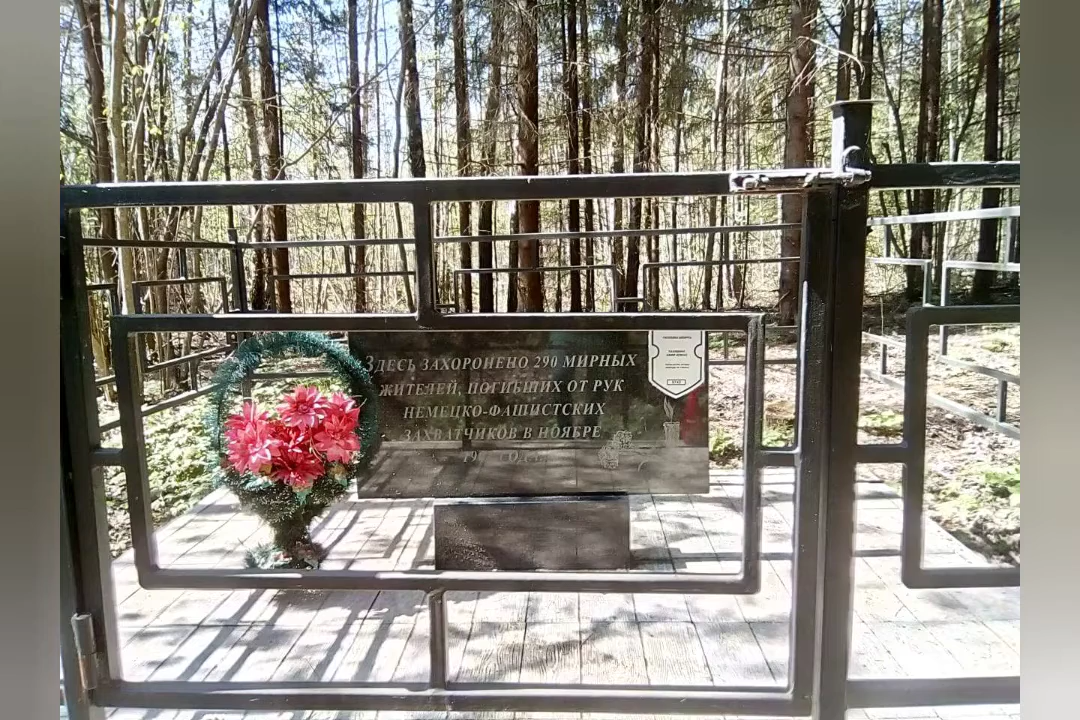 Здесь захоронено 290 мирных
жителей, погибших от рук
немецко-фашистских
захватчиков в ноябре